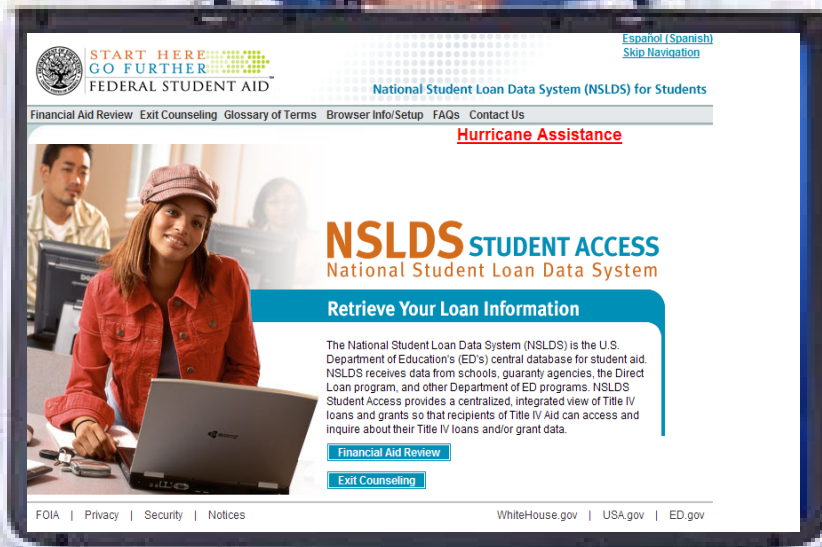 Español (Spanish)
Skip Navigation
START HERE
GO FURTHER
FEDERAL STUDENT AID
National Student Loan Data System (NSLDS) for Students
Financial Aid Review Exit Counseling Glossary of Terms Browser Info/Setup FAQs Contact Us
Hurricane Assistance
NSLDS STUDENT ACCESS
National Student Loan Data System
Retrieve Your Loan Information
The National Student Loan Data System (NSLDS) is the U.S.
Department of Education's (ED's) central database for student aid.
NSLDS receives data from schools, guaranty agencies, the Direct
Loan program, and other Department of ED programs. NSLDS
Student Access provides a centralized, integrated view of Title IV
loans and grants so that recipients of Title IV Aid can access and
inquire about their Title IV loans and/or grant data.
Financial Aid Review
Exit Counseling
FOIA | Privacy | Security | Notices WhiteHouse.gov | USA.gov | ED.gov